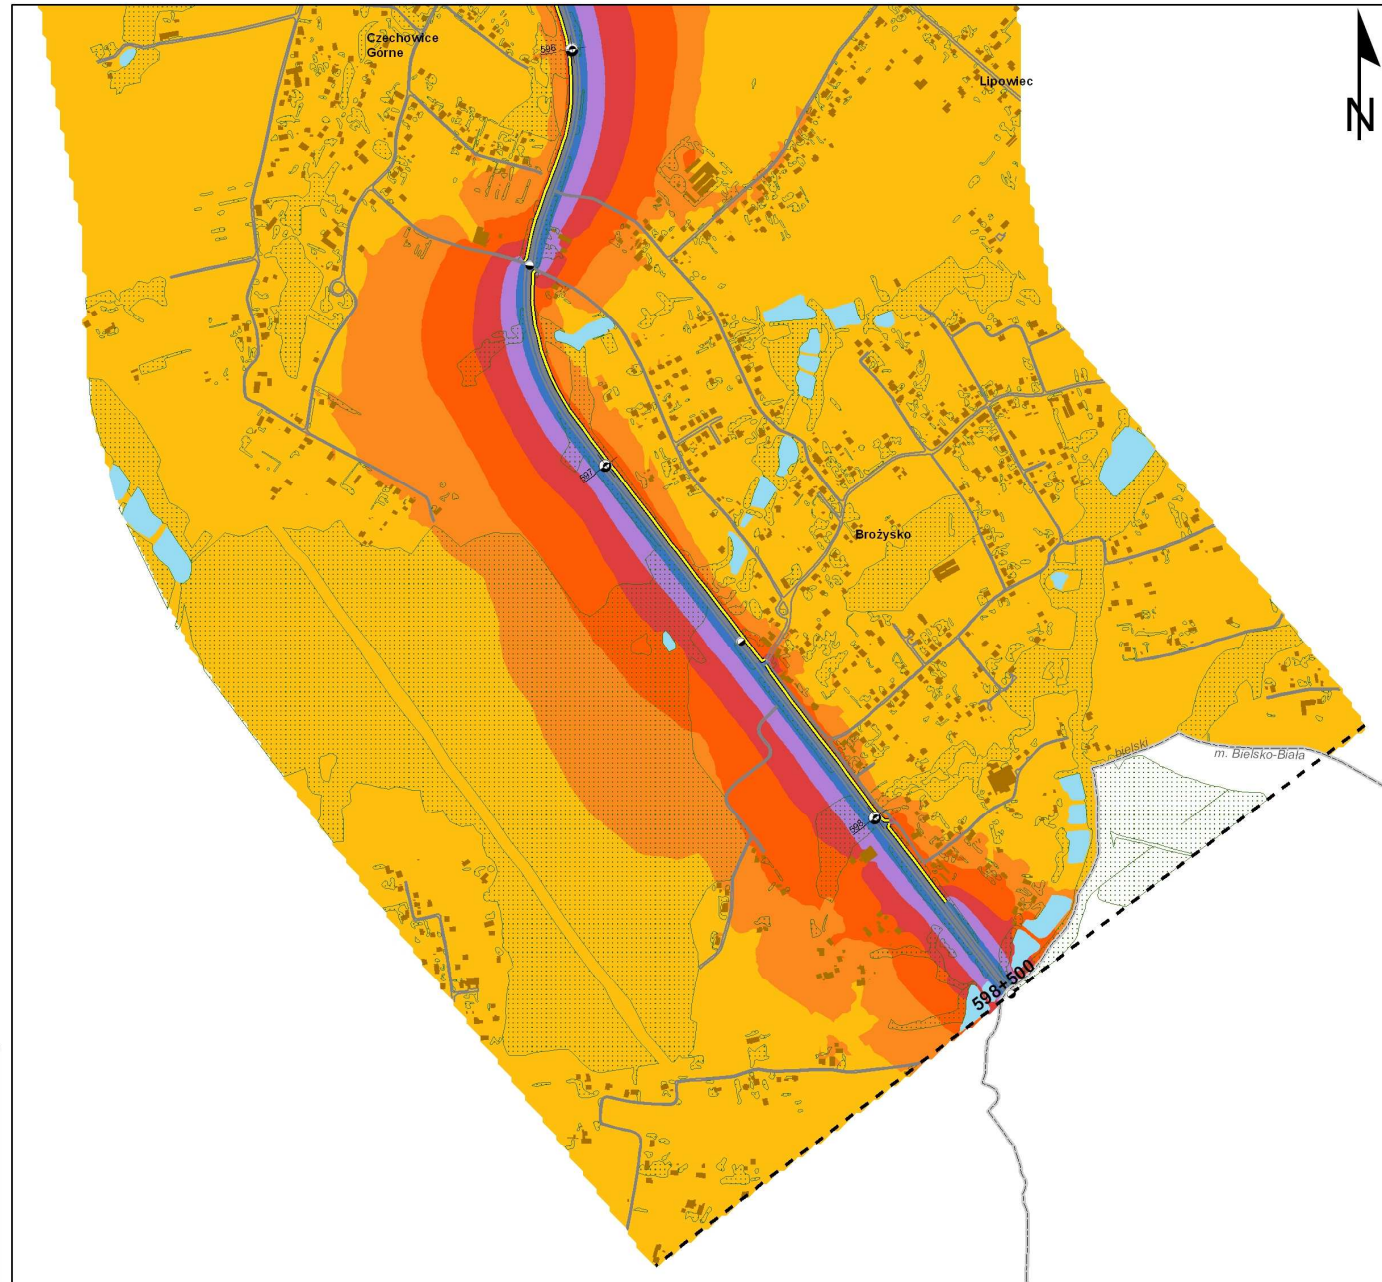 Czechowice
Górne
596
Lipowiec
N
597
Brożysko
bielski
m. Bielsko-Biała
598
598+500